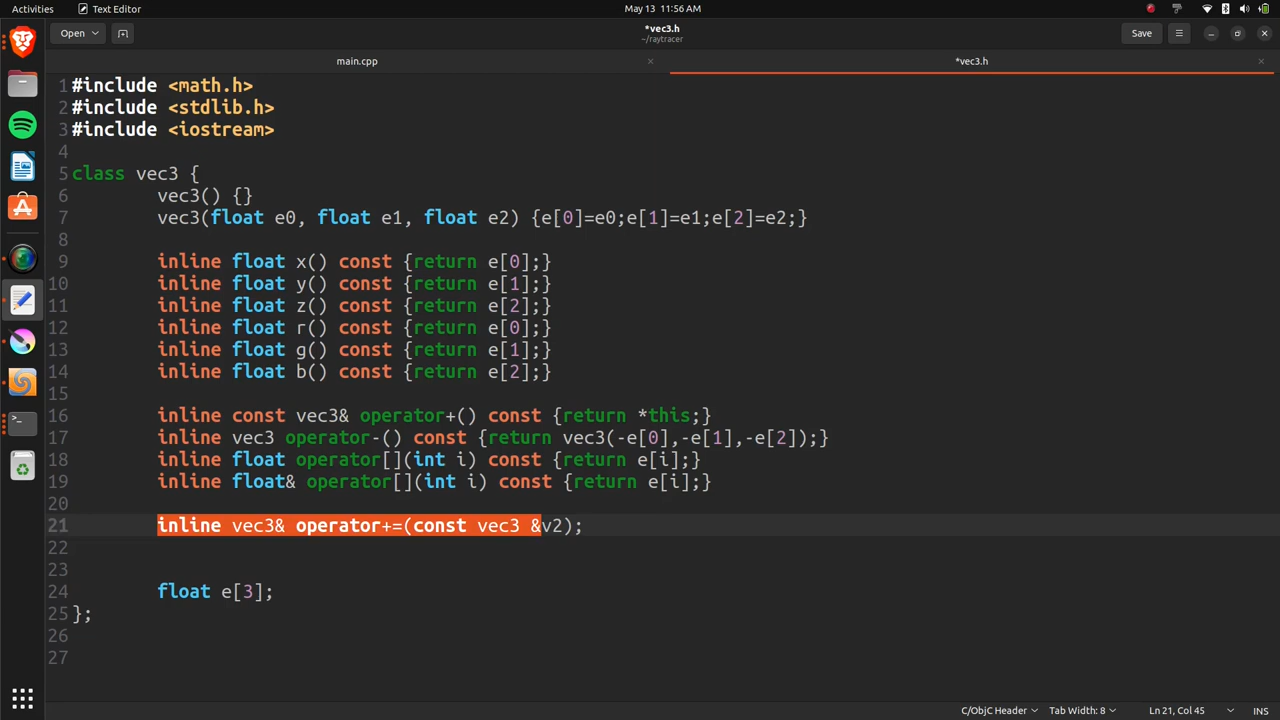 Activities Text Editor May 13 11:56 AM
Open *vec3.h Save
~/raytracer
main.cpp *vec3.h
1 #include <math.h>
2 #include <stdlib.h>
3 #include <iostream>
4
5 class vec3 {
6 vec3() {}
7 vec3(float e0, float e1, float e2) {e[0]=e0;e[1]=e1;e[2]=e2;}
8
9 inline float x() const {return e[0];}
10 inline float y() const {return e[1];}
11 inline float z() const {return e[2];}
12 inline float r() const {return e[0];}
13 inline float g() const {return e[1];}
14 inline float b() const {return e[2];}
15
16 inline const vec3& operator+() const {return *this;}
17 inline vec3 operator-() const {return vec3(-e[0],-e[1],-e[2]);}
18 inline float operator[](int i) const {return e[i];}
19 inline float& operator[](int i) const {return e[i];}
20
21 inline vec3& operator+=(const vec3 &v2);
22
23
24 float e[3];
25 };
26
27
C/ObjC Header Tab Width: 8 Ln 21, Col 45 INS